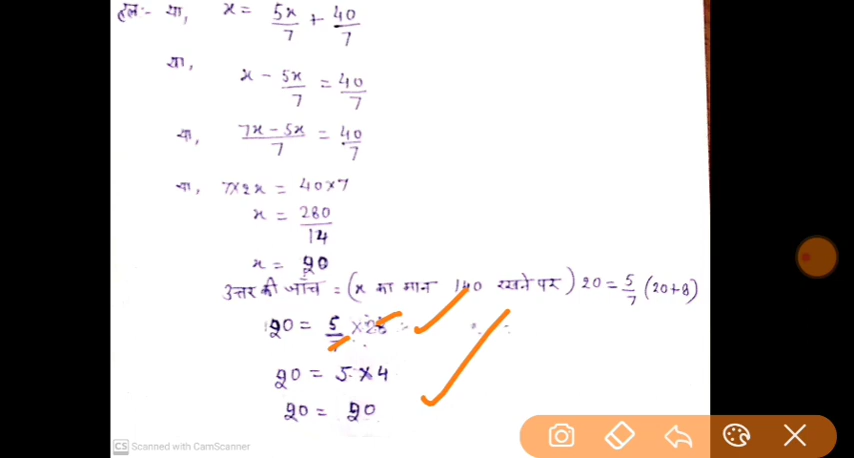 हल:- या, x = 5x/7 + 40/7
या, x - 5x/7 = 40/7
या, 7x - 5x/7 = 40/7
या, 7×2x = 40×7
x = 280/14
x = 20
उत्तर की जाँच = (x का मान 140 रखने पर) 20 = 5/7 (20+8)
20 = 5/7 × 28
20 = 5 × 4
20 = 20
CS Scanned with CamScanner